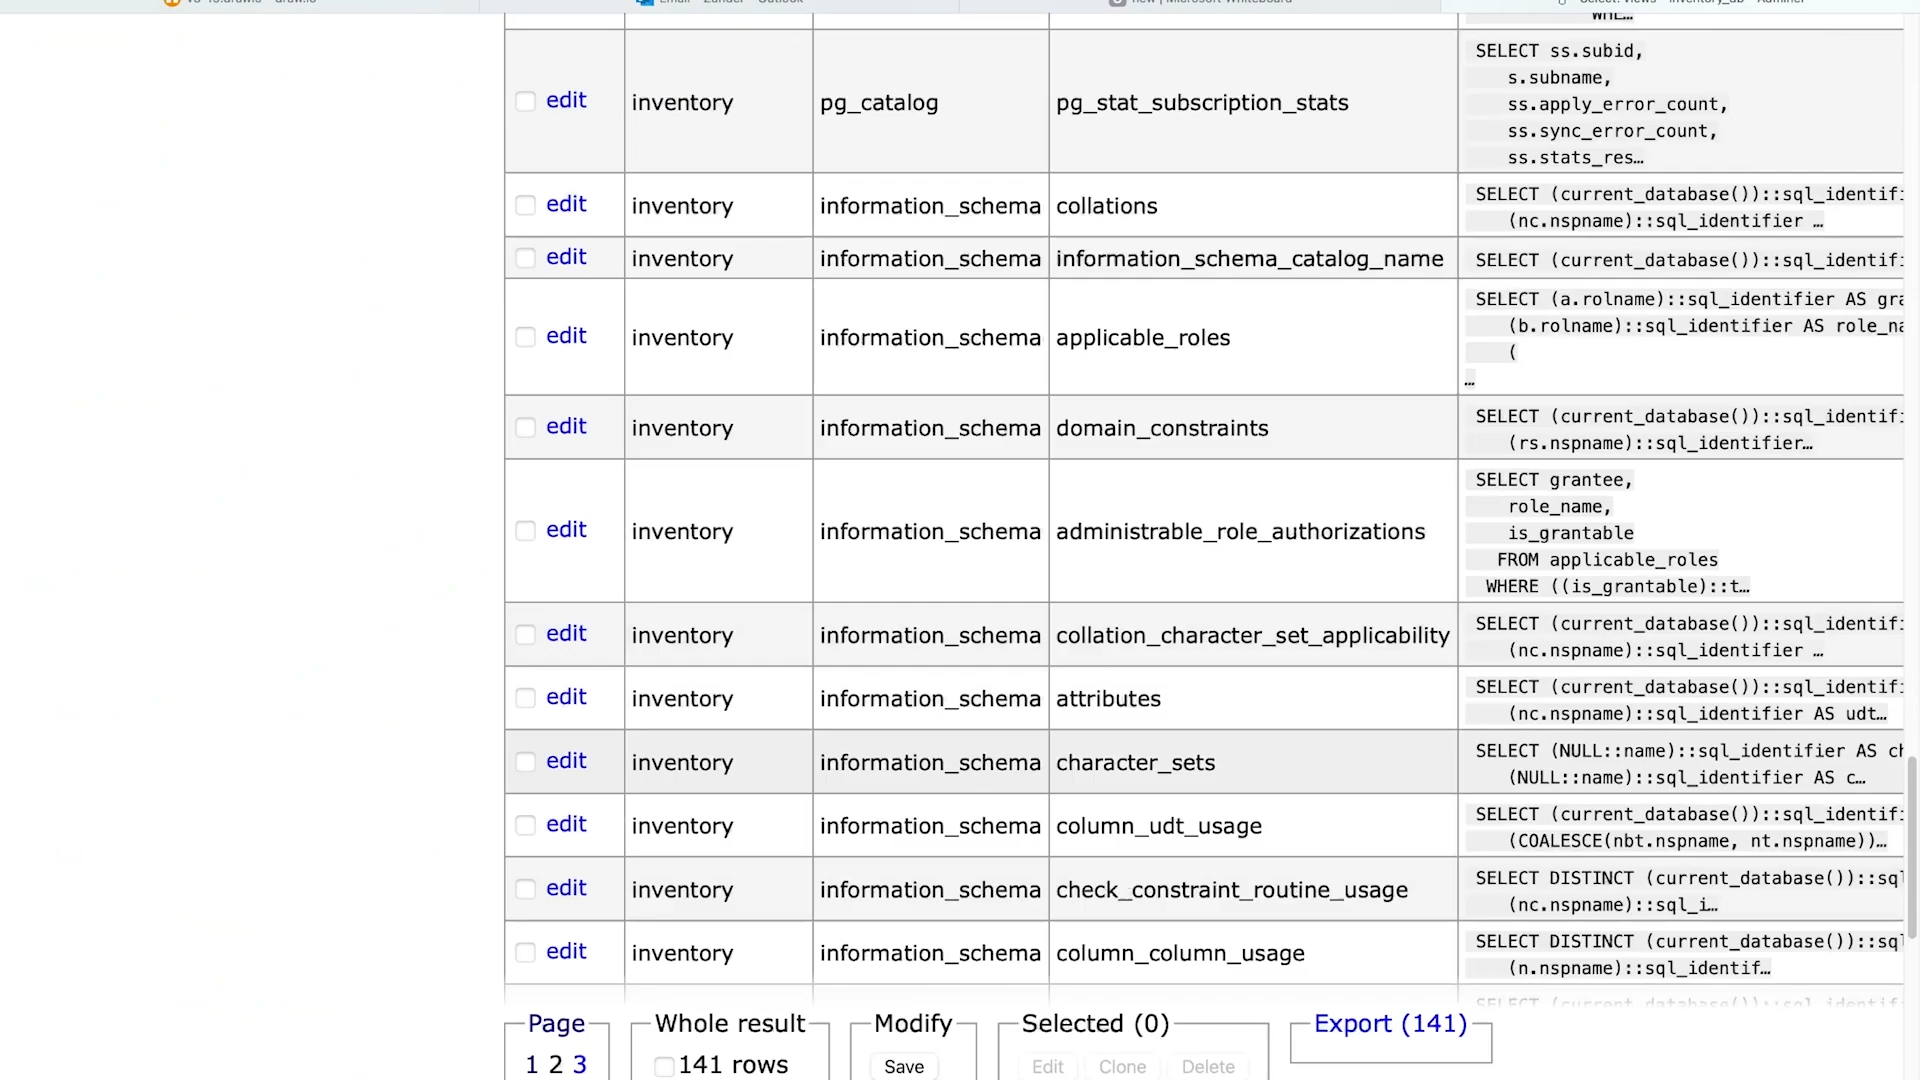 WHE…
SELECT ss.subid,
s.subname,
edit inventory pg_catalog pg_stat_subscription_stats ss.apply_error_count,
ss.sync_error_count,
ss.stats_res…
edit inventory information_schema collations SELECT (current_database())::sql_identif
(nc.nspname)::sql_identifier …
edit inventory information_schema information_schema_catalog_name SELECT (current_database())::sql_identif
SELECT (a.rolname)::sql_identifier AS gra
edit inventory information_schema applicable_roles (b.rolname)::sql_identifier AS role_na
(
…
edit inventory information_schema domain_constraints SELECT (current_database())::sql_identif
(rs.nspname)::sql_identifier…
SELECT grantee,
role_name,
edit inventory information_schema administrable_role_authorizations is_grantable
FROM applicable_roles
WHERE ((is_grantable)::t…
edit inventory information_schema collation_character_set_applicability SELECT (current_database())::sql_identif
(nc.nspname)::sql_identifier …
edit inventory information_schema attributes SELECT (current_database())::sql_identif
(nc.nspname)::sql_identifier AS udt…
edit inventory information_schema character_sets SELECT (NULL::name)::sql_identifier AS ch
(NULL::name)::sql_identifier AS c…
edit inventory information_schema column_udt_usage SELECT (current_database())::sql_identif
(COALESCE(nbt.nspname, nt.nspname))…
edit inventory information_schema check_constraint_routine_usage SELECT DISTINCT (current_database())::sql
(nc.nspname)::sql_i…
edit inventory information_schema column_column_usage SELECT DISTINCT (current_database())::sql
(n.nspname)::sql_identif…
Page Whole result Modify Selected (0) Export (141)
1 2 3 141 rows Save Edit Clone Delete